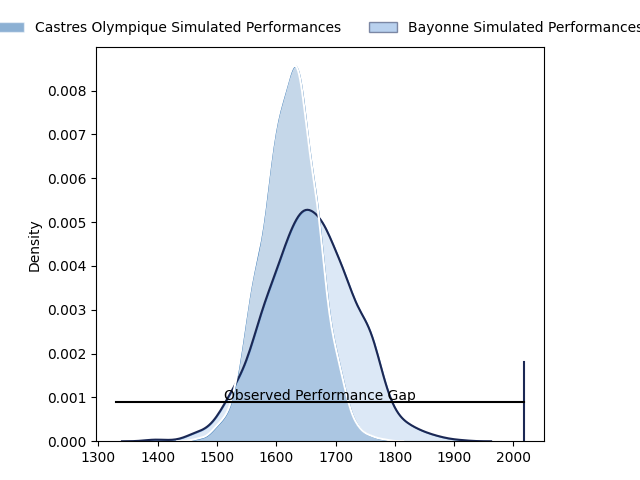 Castres Olympique Simulated Performances Bayonne Simulated Performances
0.008
0.007
0.006
0.005
0.004
0.003
0.002
0.001
0.000
Density
Observed Performance Gap
1300 1400 1500 1600 1700 1800 1900 2000